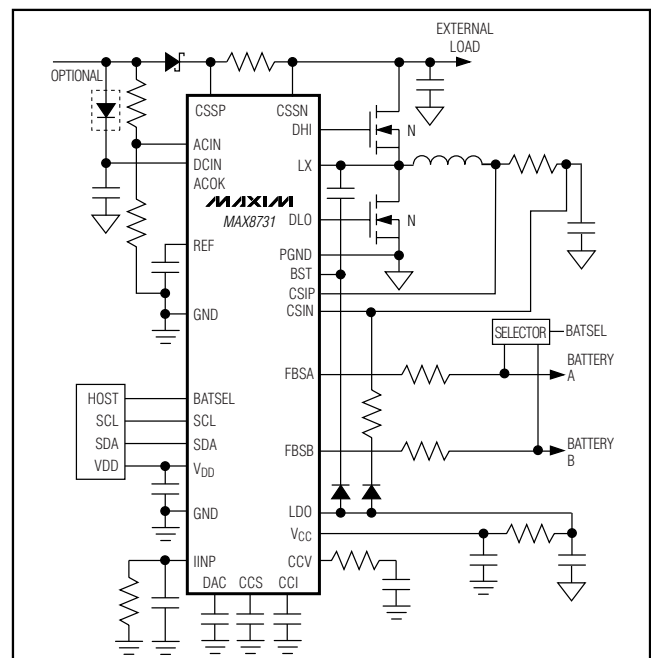 EXTERNAL
LOAD
OPTIONAL
CSSP
CSSN
DHI
N
ACIN
LX
DCIN
ACOK
MAXIM
MAX8731
DLO
N
REF
PGND
BST
CSIP
CSIN
GND
SELECTOR
BATSEL
FBSA
BATTERY
A
HOST
BATSEL
SCL
SCL
SDA
SDA
FBSB
BATTERY
B
VDD
VDD
GND
LDO
VCC
IINP
CCV
DAC CCS CCI